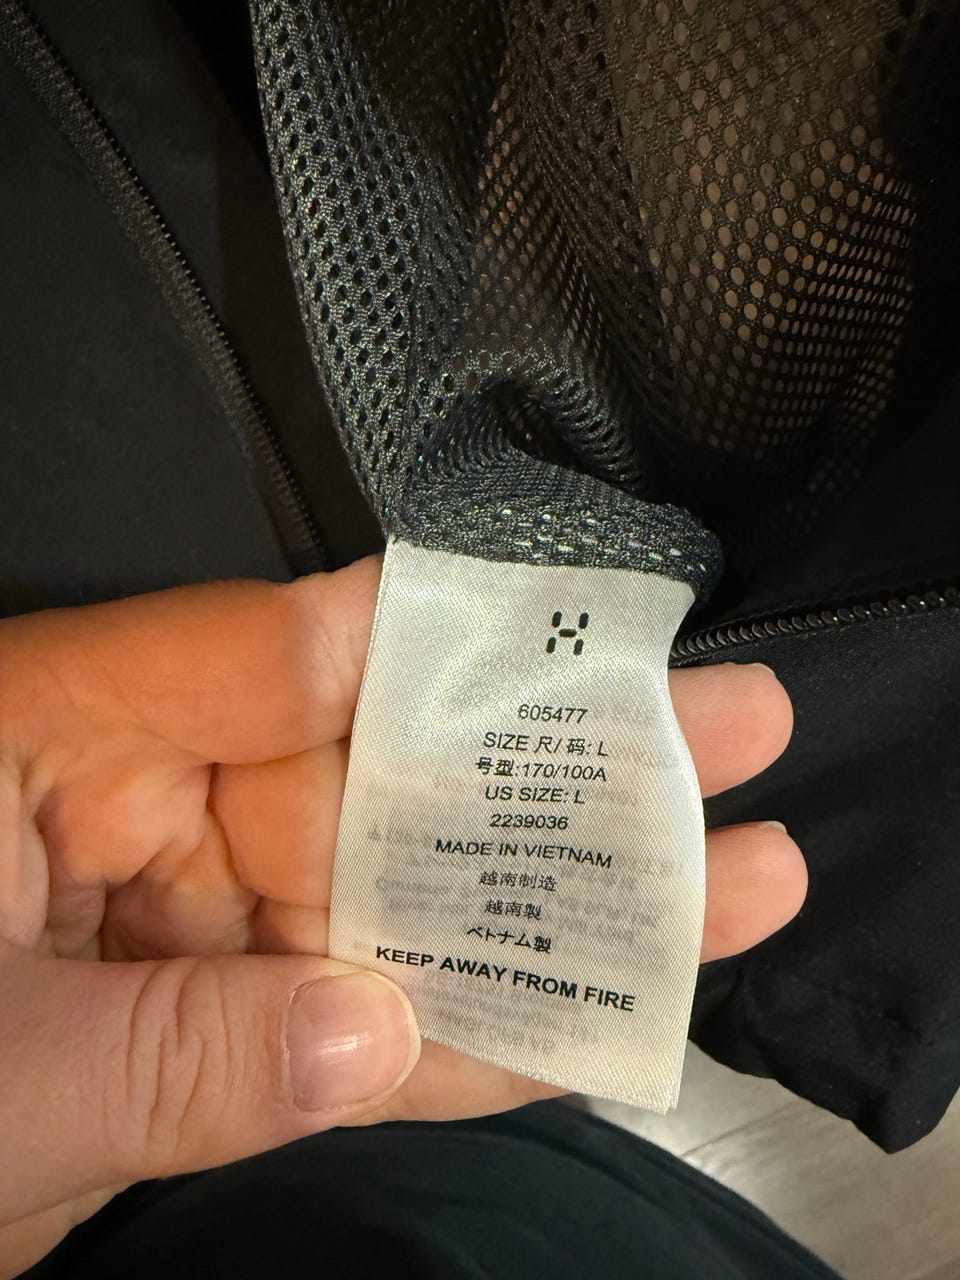 605477
SIZE 尺/ 码: L
号型:170/100A
US SIZE: L
2239036
MADE IN VIETNAM
越南制造
越南製
ベトナム製
KEEP AWAY FROM FIRE